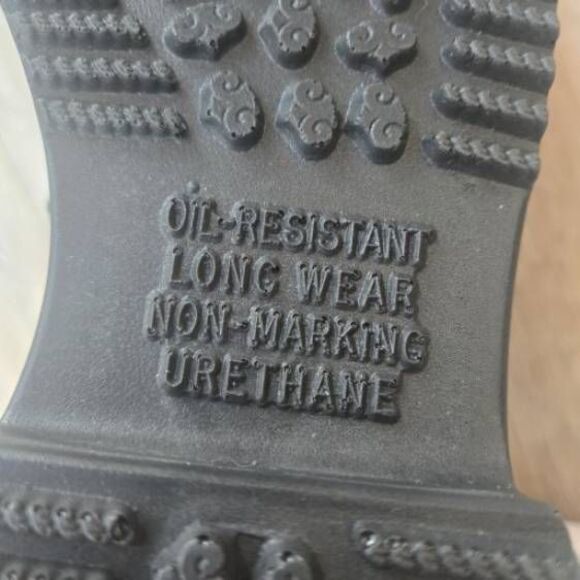 OIL-RESISTANT
LONG WEAR
NON-MARKING
URETHANE